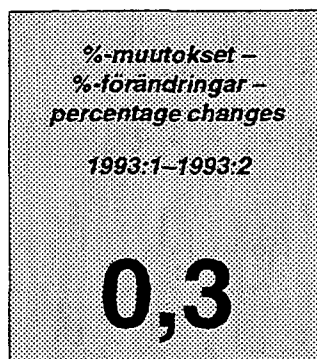 %-muutokset –
%-förändringar –
percentage changes
1993:1–1993:2
0,3